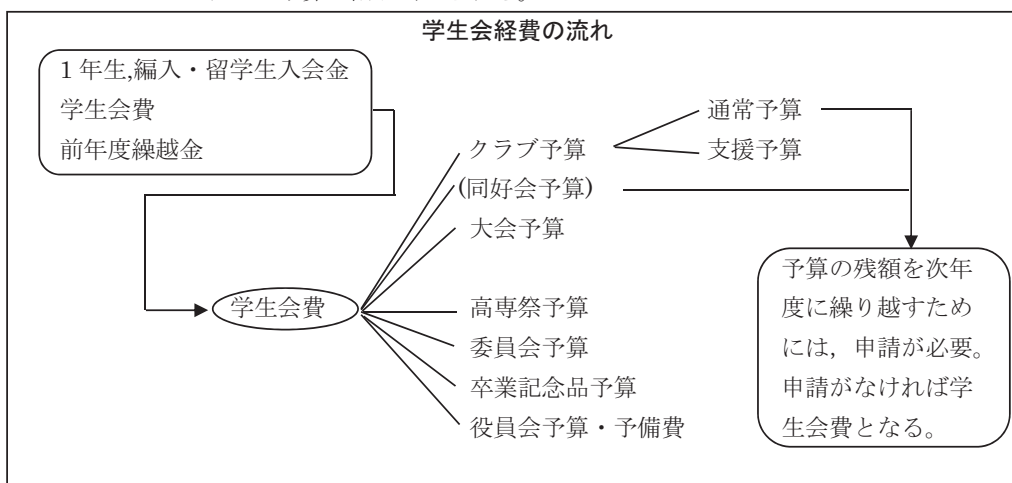 学生会経費の流れ
1年生,編入・留学生入会金
学生会費
前年度繰越金
通常予算
クラブ予算
支援予算
(同好会予算)
大会予算
学生会費
高専祭予算
委員会予算
卒業記念品予算
役員会予算・予備費
予算の残額を次年
度に繰り越すため
には，申請が必要。
申請がなければ学
生会費となる。